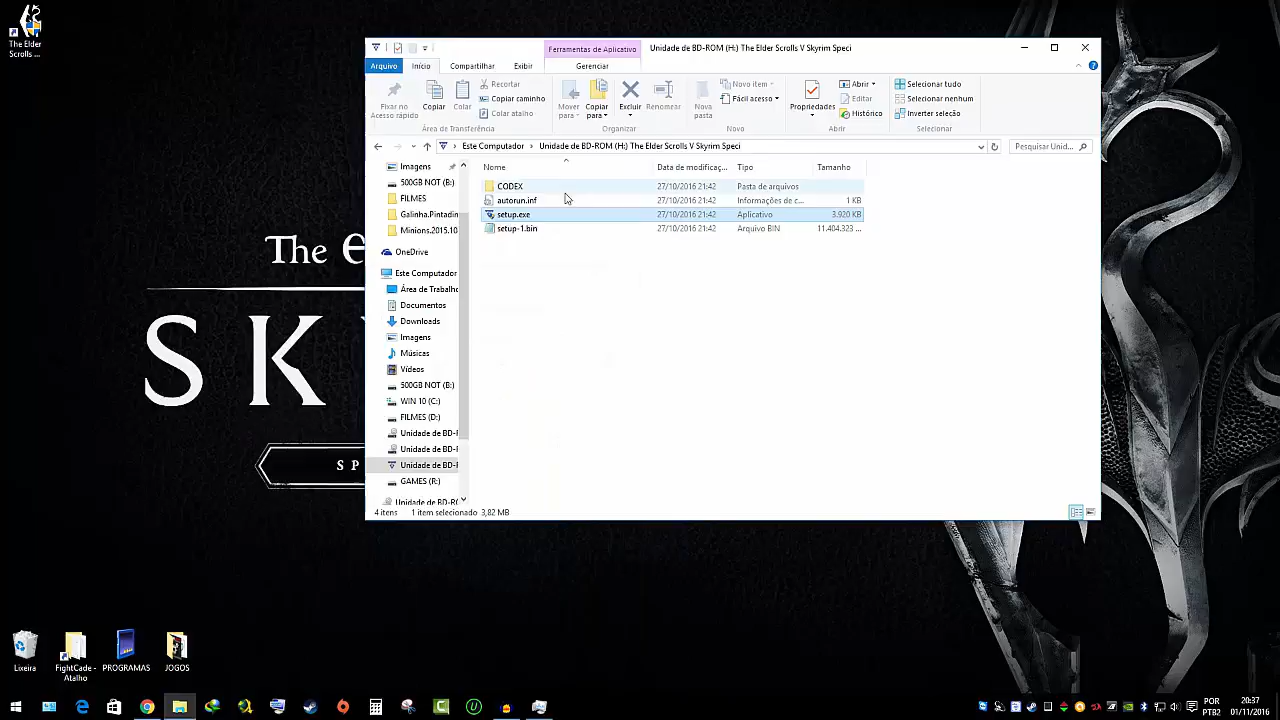 The Elder
Scrolls ...
Ferramentas de Aplicativo
Unidade de BD-ROM (H:) The Elder Scrolls V Skyrim Speci
Arquivo
Início
Compartilhar
Exibir
Gerenciar
Fixar no
Acesso rápido
Copiar
Colar
Recortar
Copiar caminho
Colar atalho
Área de Transferência
Mover
para
Copiar
para
Excluir
Renomear
Organizar
Nova
pasta
Novo item
Fácil acesso
Novo
Propriedades
Abrir
Editar
Histórico
Abrir
Selecionar tudo
Selecionar nenhum
Inverter seleção
Selecionar
Este Computador
Unidade de BD-ROM (H:) The Elder Scrolls V Skyrim Speci
Pesquisar Unid...
Imagens
500GB NOT (B:)
FILMES
Galinha.Pintadin
Minions.2015.10
OneDrive
Este Computador
Área de Trabalho
Documentos
Downloads
Imagens
Músicas
Vídeos
500GB NOT (B:)
WIN 10 (C:)
FILMES (D:)
Unidade de BD-F
Unidade de BD-F
Unidade de BD-F
GAMES (R:)
Unidade de BD-RO
Nome
Data de modificaç...
Tipo
Tamanho
CODEX
27/10/2016 21:42
Pasta de arquivos
autorun.inf
27/10/2016 21:42
Informações de c...
1 KB
setup.exe
27/10/2016 21:42
Aplicativo
3.920 KB
setup-1.bin
27/10/2016 21:42
Arquivo BIN
11.404.323 ...
4 itens
1 item selecionado 3,82 MB
The e
SK
SP
Lixeira
FightCade -
Atalho
PROGRAMAS
JOGOS
POR
PTB2
20:37
01/11/2016